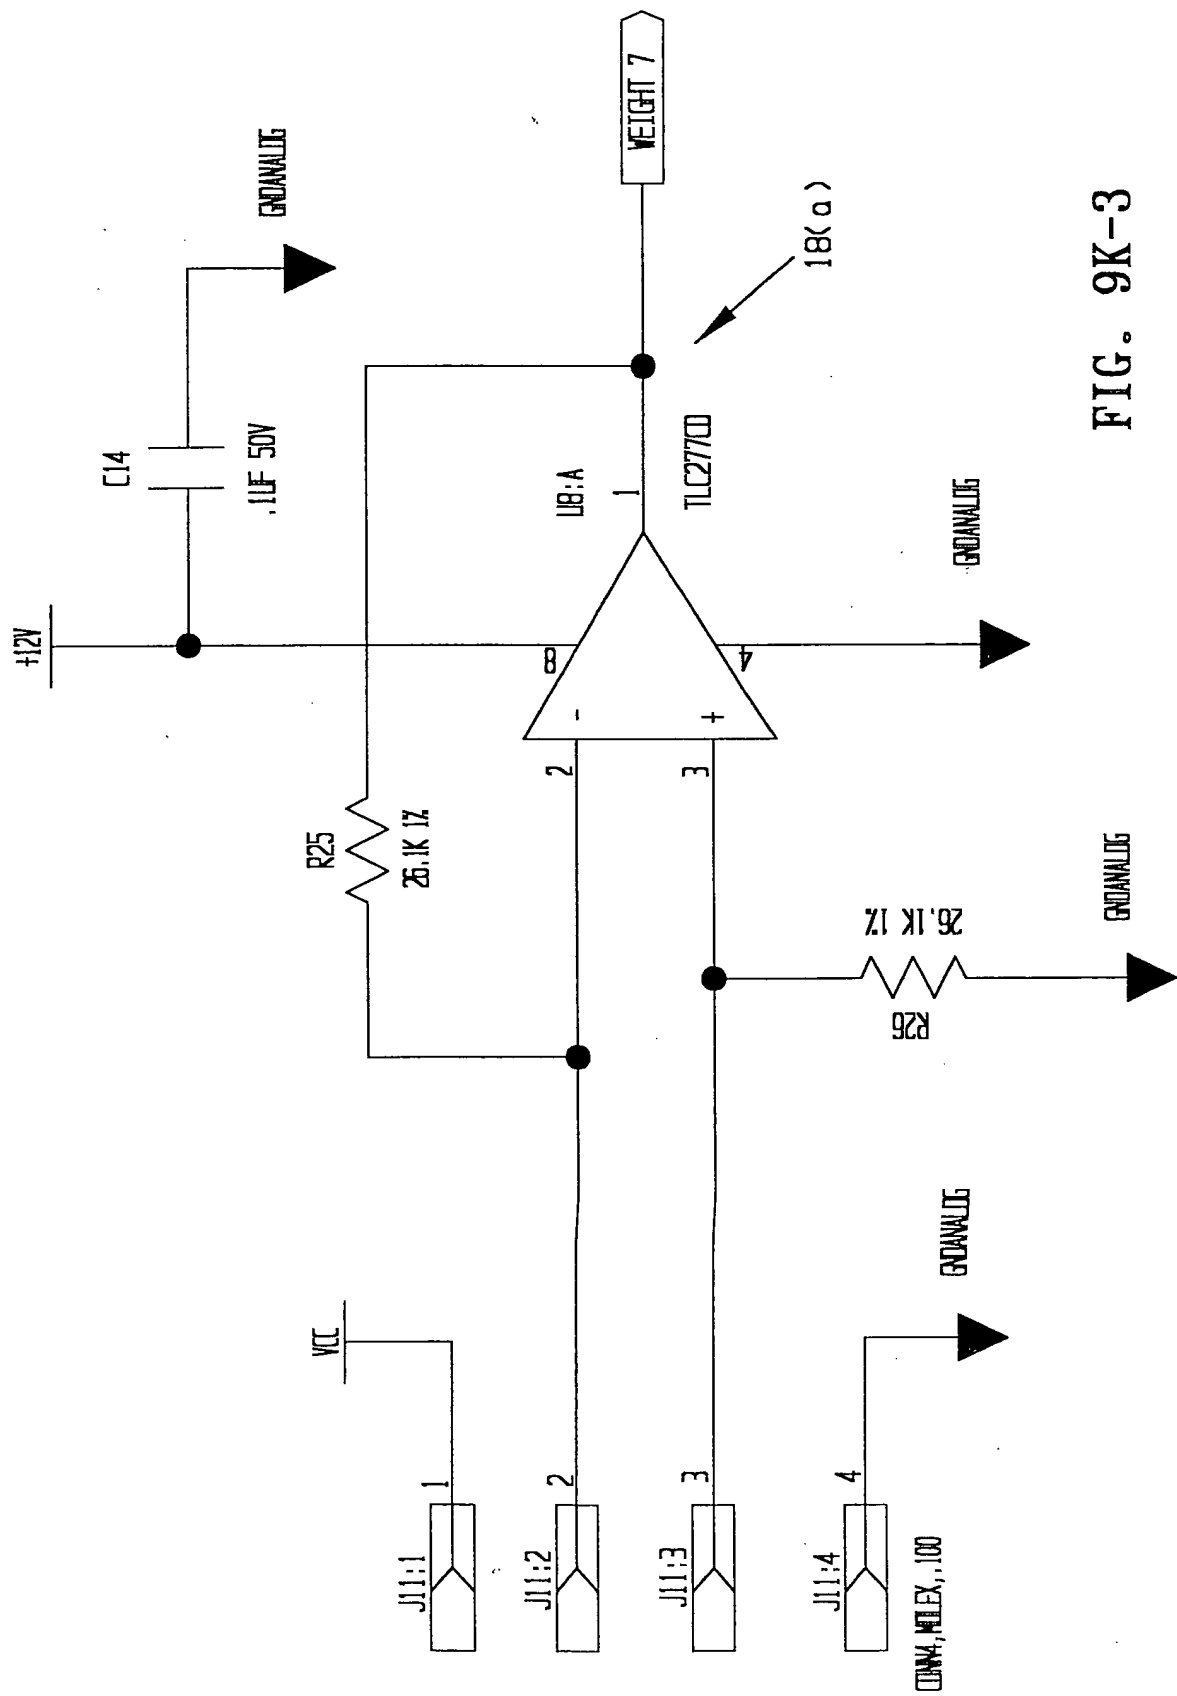 +12V
C14
.1UF 50V
GNDANALOG
R25
26.1K 1%
VCC
J11:1
1
J11:2
2
J11:3
3
J11:4
4
CONN4,MOLEX,.100
GNDANALOG
2
-
3
+
8
4
U8:A
1
TLC277CD
WEIGHT 7
18(a)
R26
26.1K 1%
GNDANALOG
GNDANALOG
FIG. 9K-3